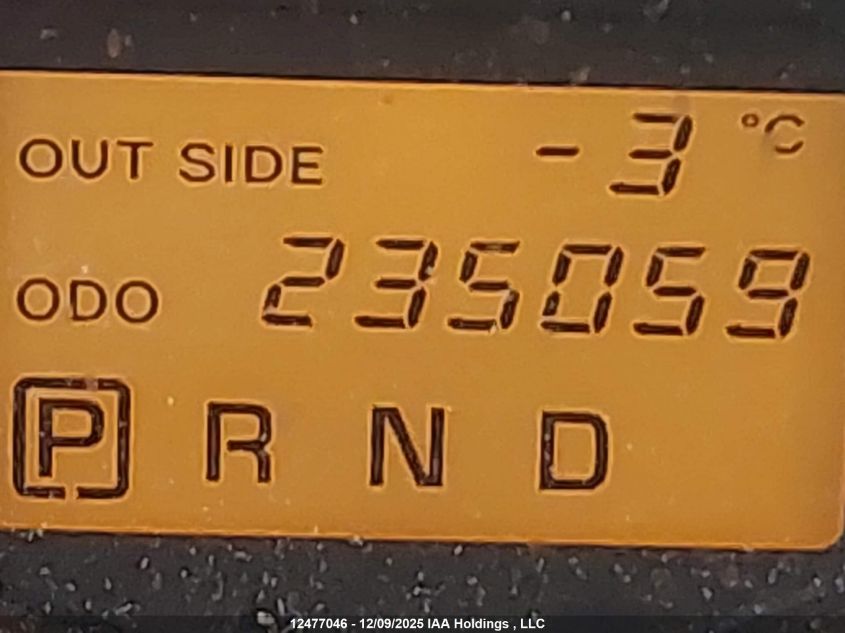 OUT SIDE -3 °C
ODO 235059
P R N D
12477046 - 12/09/2025 IAA Holdings , LLC